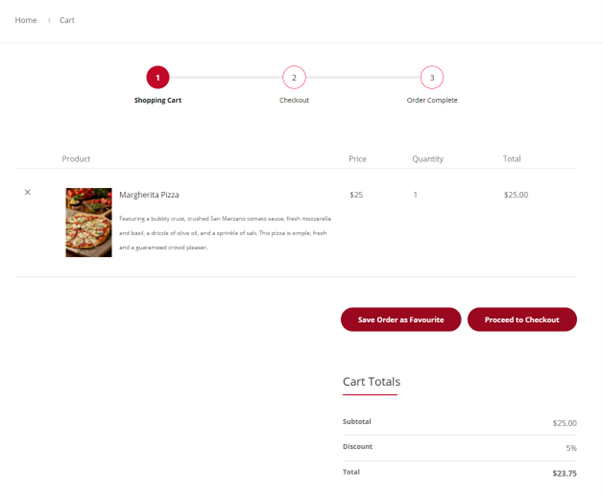 Home › Cart
1 2 3
Shopping Cart Checkout Order Complete
Product Price Quantity Total
× Margherita Pizza $25 1 $25.00
Featuring a bubbly crust, crushed San Marzano tomato sauce, fresh mozzarella
and basil, a drizzle of olive oil, and a sprinkle of salt. This pizza is simple, fresh
and a guaranteed crowd pleaser.
Save Order as Favourite Proceed to Checkout
Cart Totals
Subtotal $25.00
Discount 5%
Total $23.75